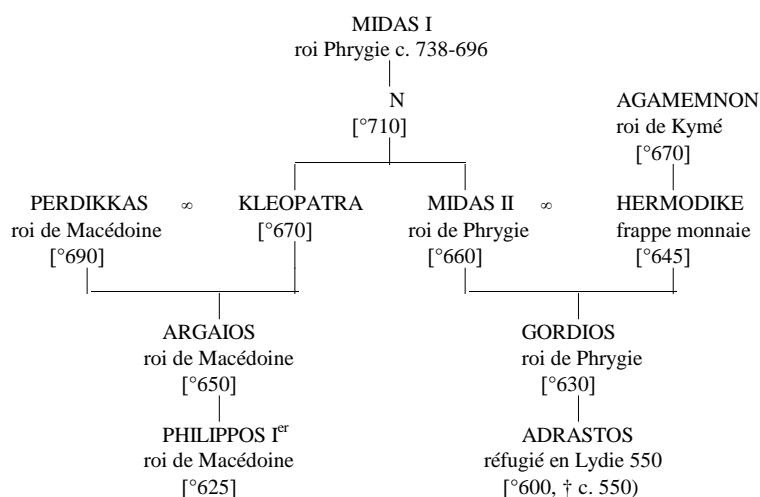 MIDAS I
roi Phrygie c. 738-696
N
[°710]
AGAMEMNON
roi de Kymé
[°670]
PERDIKKAS ∞ KLEOPATRA MIDAS II ∞ HERMODIKE
roi de Macédoine [°670] roi de Phrygie frappe monnaie
[°690] [°660] [°645]
ARGAIOS GORDIOS
roi de Macédoine roi de Phrygie
[°650] [°630]
PHILIPPOS Ier ADRASTOS
roi de Macédoine réfugié en Lydie 550
[°625] [°600, † c. 550)